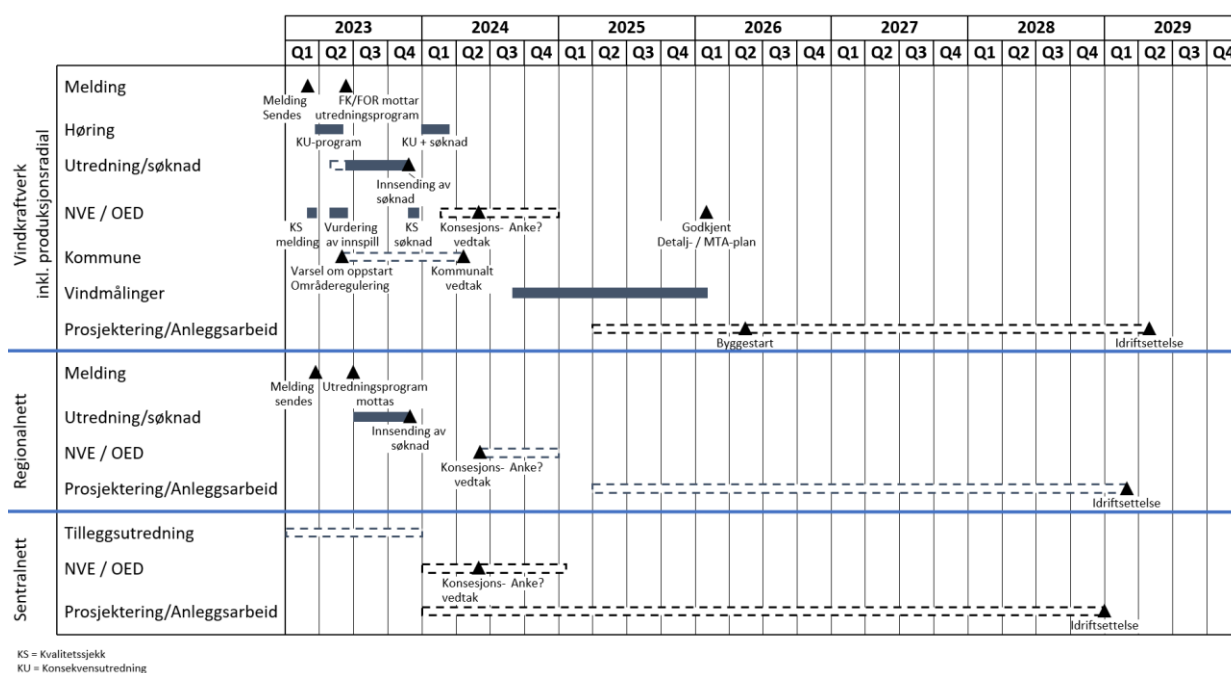 2023 2024 2025 2026 2027 2028 2029
Q1 Q2 Q3 Q4 Q1 Q2 Q3 Q4 Q1 Q2 Q3 Q4 Q1 Q2 Q3 Q4 Q1 Q2 Q3 Q4 Q1 Q2 Q3 Q4 Q1 Q2 Q3 Q4
Vindkraftverk
inkl. produksjonsradial
Melding
Melding
Sendes
FK/FOR mottar
utredningsprogram
Høring
KU-program
KU + søknad
Utredning/søknad
Innsending av
søknad
NVE / OED
KS
melding
Vurdering
av innspill
KS
søknad
Konsesjons-
vedtak
Anke?
Godkjent
Detalj- / MTA-plan
Kommune
Varsel om oppstart
Områderegulering
Kommunalt
vedtak
Vindmålinger
Prosjektering/Anleggsarbeid
Byggestart
Idriftsettelse
Regionalnett
Melding
Melding
sendes
Utredningsprogram
mottas
Utredning/søknad
Innsending av
søknad
NVE / OED
Konsesjons-
vedtak
Anke?
Prosjektering/Anleggsarbeid
Idriftsettelse
Sentralnett
Tilleggsutredning
NVE / OED
Konsesjons-
vedtak
Anke?
Prosjektering/Anleggsarbeid
Idriftsettelse
KS = Kvalitetssjekk
KU = Konsekvensutredning